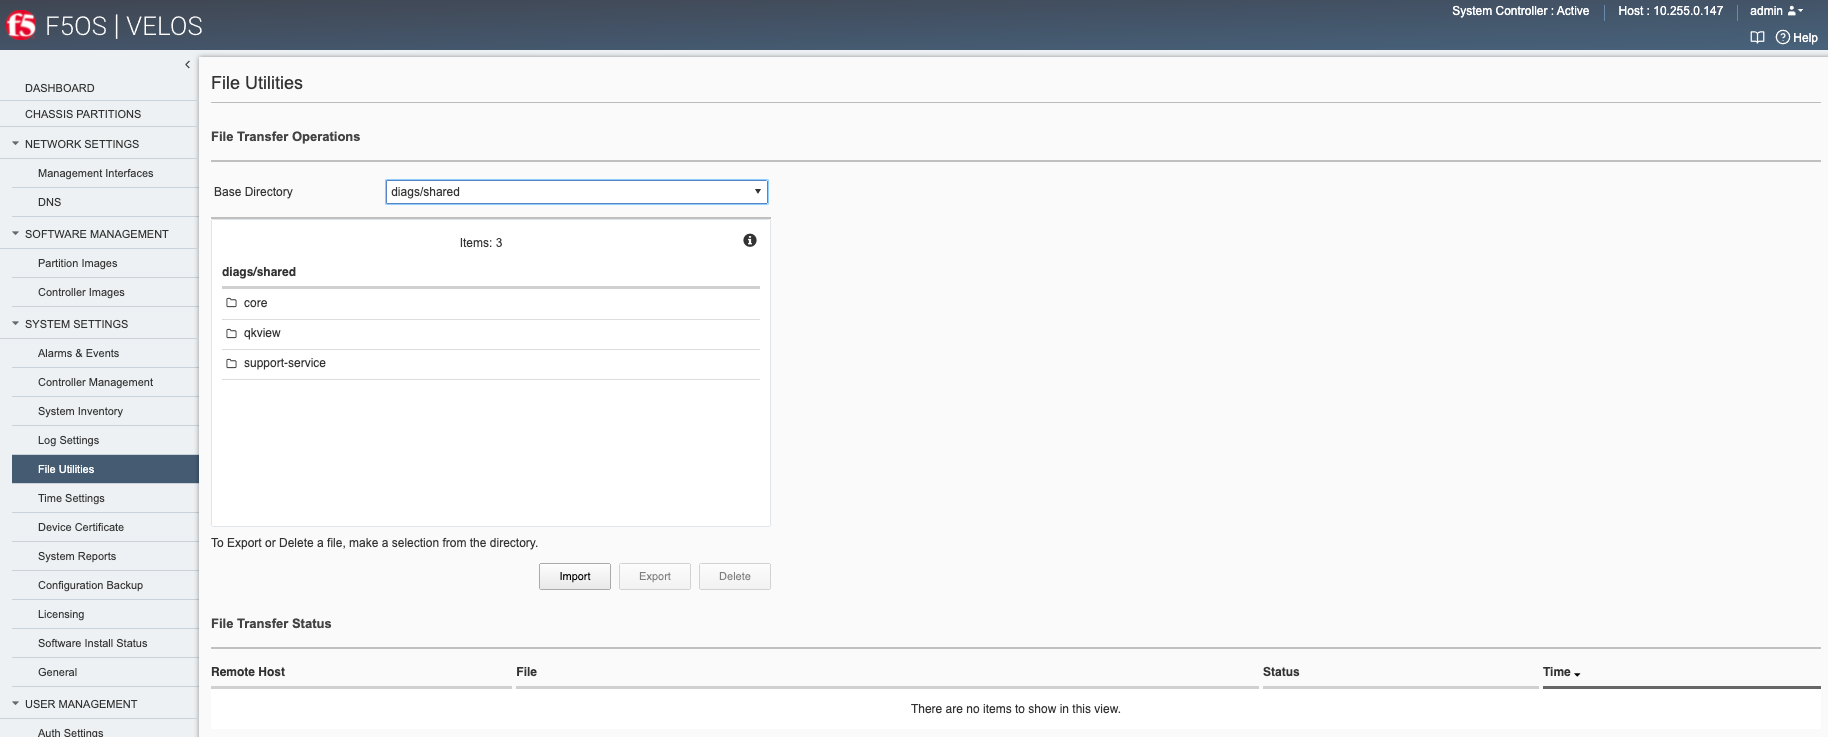 System Controller : Active
Host : 10.255.0.147
admin
f5 F5OS | VELOS
Help
DASHBOARD
CHASSIS PARTITIONS
NETWORK SETTINGS
Management Interfaces
DNS
SOFTWARE MANAGEMENT
Partition Images
Controller Images
SYSTEM SETTINGS
Alarms & Events
Controller Management
System Inventory
Log Settings
File Utilities
Time Settings
Device Certificate
System Reports
Configuration Backup
Licensing
Software Install Status
General
USER MANAGEMENT
Auth Settings
File Utilities
File Transfer Operations
Base Directory
diags/shared
Items: 3
diags/shared
core
qkview
support-service
To Export or Delete a file, make a selection from the directory.
Import
Export
Delete
File Transfer Status
Remote Host
File
Status
Time
There are no items to show in this view.